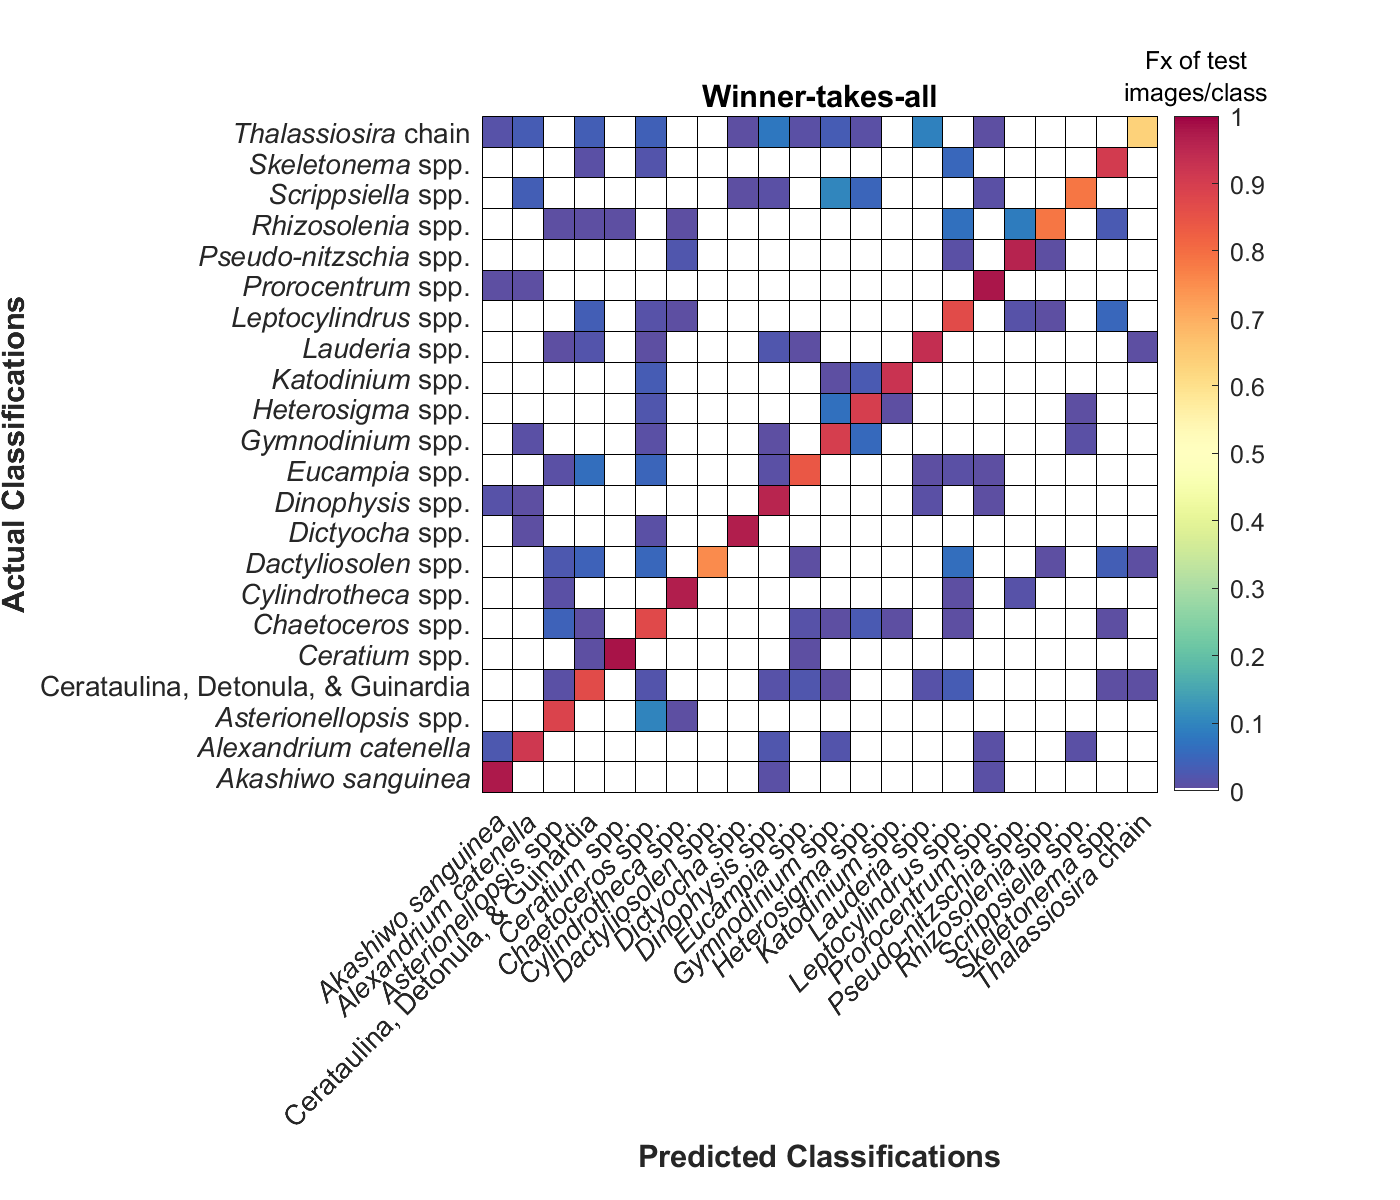 Fx of test
images/class
Winner-takes-all
Thalassiosira chain
Skeletonema spp.
Scrippsiella spp.
Rhizosolenia spp.
Pseudo-nitzschia spp.
Prorocentrum spp.
Leptocylindrus spp.
Lauderia spp.
Katodinium spp.
Heterosigma spp.
Gymnodinium spp.
Eucampia spp.
Dinophysis spp.
Dictyocha spp.
Dactyliosolen spp.
Cylindrotheca spp.
Chaetoceros spp.
Ceratium spp.
Cerataulina, Detonula, & Guinardia
Asterionellopsis spp.
Alexandrium catenella
Akashiwo sanguinea
Actual Classifications
1
0.9
0.8
0.7
0.6
0.5
0.4
0.3
0.2
0.1
0
Akashiwo sanguinea
Alexandrium catenella
Asterionellopsis spp.
Cerataulina, Detonula, & Guinardia
Ceratium spp.
Chaetoceros spp.
Cylindrotheca spp.
Dactyliosolen spp.
Dictyocha spp.
Dinophysis spp.
Eucampia spp.
Gymnodinium spp.
Heterosigma spp.
Katodinium spp.
Lauderia spp.
Leptocylindrus spp.
Prorocentrum spp.
Pseudo-nitzschia spp.
Rhizosolenia spp.
Scrippsiella spp.
Skeletonema spp.
Thalassiosira chain
Predicted Classifications